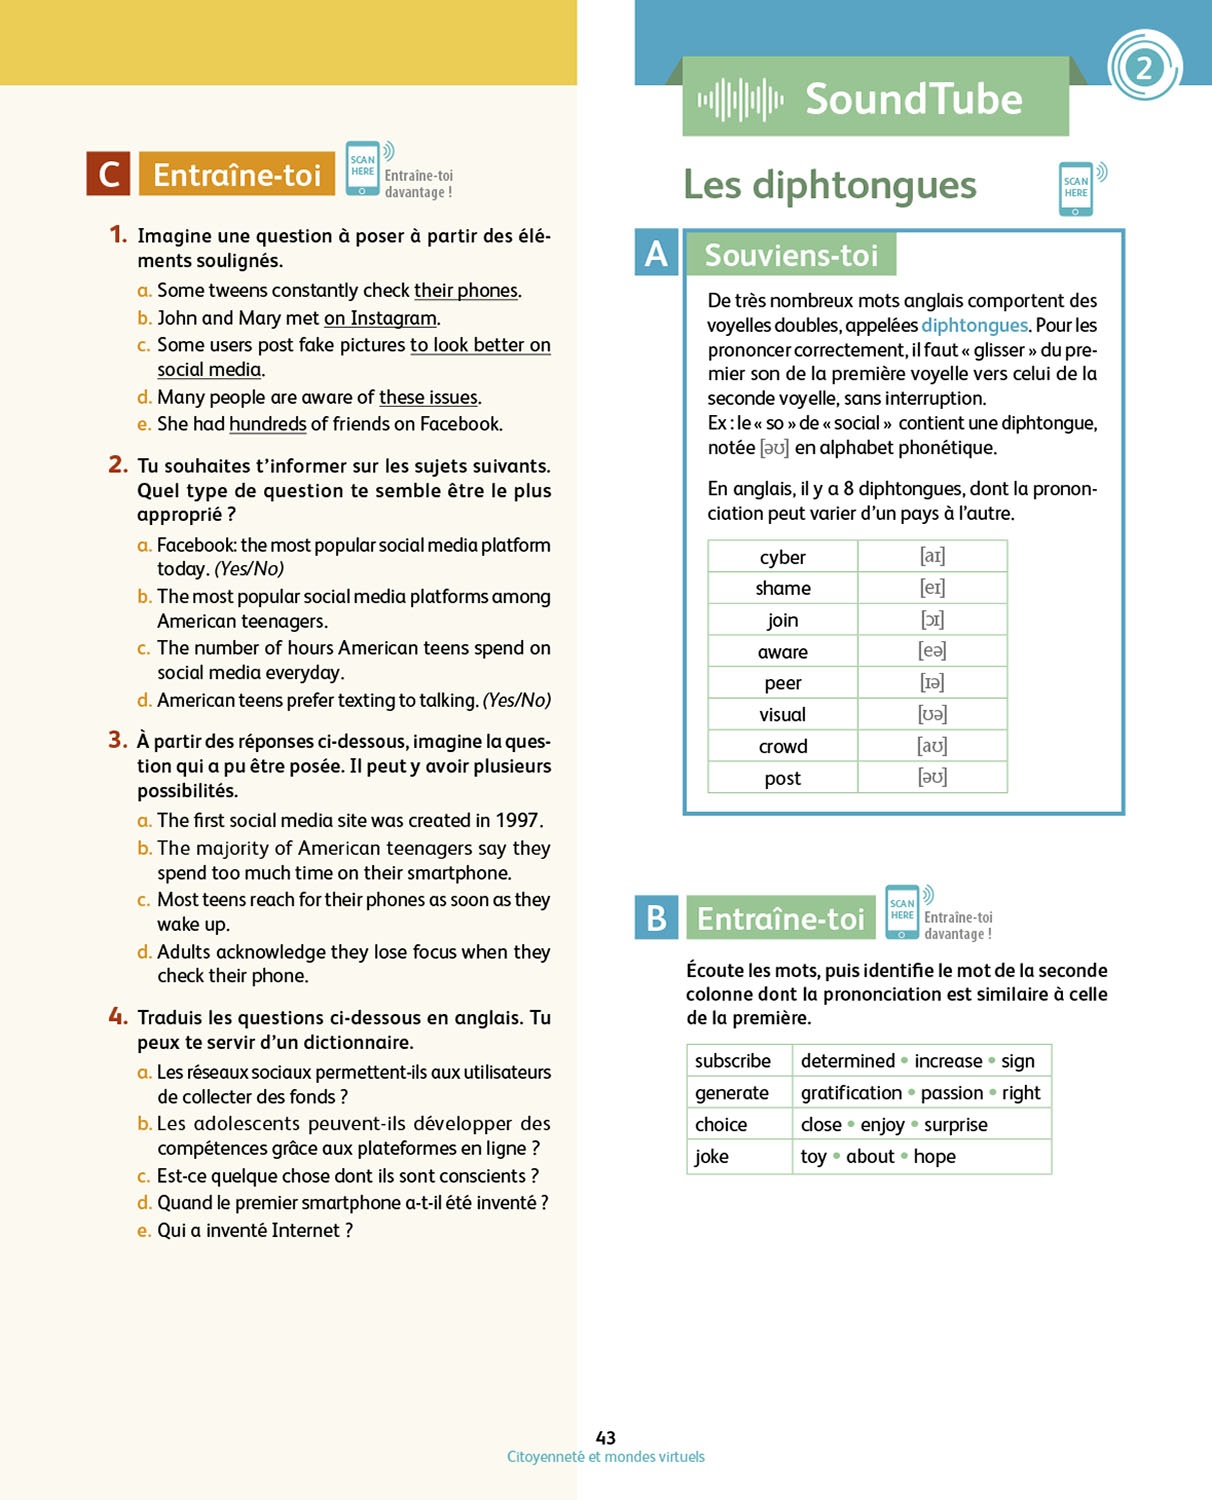 C Entraîne-toi
SCAN
HERE
Entraîne-toi
davantage !
1. Imagine une question à poser à partir des élé-
ments soulignés.
a. Some tweens constantly check their phones.
b. John and Mary met on Instagram.
c. Some users post fake pictures to look better on
social media.
d. Many people are aware of these issues.
e. She had hundreds of friends on Facebook.
2. Tu souhaites t’informer sur les sujets suivants.
Quel type de question te semble être le plus
approprié ?
a. Facebook: the most popular social media platform
today. (Yes/No)
b. The most popular social media platforms among
American teenagers.
c. The number of hours American teens spend on
social media everyday.
d. American teens prefer texting to talking. (Yes/No)
3. À partir des réponses ci-dessous, imagine la ques-
tion qui a pu être posée. Il peut y avoir plusieurs
possibilités.
a. The first social media site was created in 1997.
b. The majority of American teenagers say they
spend too much time on their smartphone.
c. Most teens reach for their phones as soon as they
wake up.
d. Adults acknowledge they lose focus when they
check their phone.
4. Traduis les questions ci-dessous en anglais. Tu
peux te servir d’un dictionnaire.
a. Les réseaux sociaux permettent-ils aux utilisateurs
de collecter des fonds ?
b. Les adolescents peuvent-ils développer des
compétences grâce aux plateformes en ligne ?
c. Est-ce quelque chose dont ils sont conscients ?
d. Quand le premier smartphone a-t-il été inventé ?
e. Qui a inventé Internet ?
2
SoundTube
Les diphtongues
SCAN
HERE
A Souviens-toi
De très nombreux mots anglais comportent des
voyelles doubles, appelées diphtongues. Pour les
prononcer correctement, il faut « glisser » du pre-
mier son de la première voyelle vers celui de la
seconde voyelle, sans interruption.
Ex : le « so » de « social » contient une diphtongue,
notée [əʊ] en alphabet phonétique.
En anglais, il y a 8 diphtongues, dont la pronon-
ciation peut varier d’un pays à l’autre.
cyber [aɪ]
shame [eɪ]
join [ɔɪ]
aware [eə]
peer [ɪə]
visual [ʊə]
crowd [aʊ]
post [əʊ]
B Entraîne-toi
SCAN
HERE
Entraîne-toi
davantage !
Écoute les mots, puis identifie le mot de la seconde
colonne dont la prononciation est similaire à celle
de la première.
subscribe determined • increase • sign
generate gratification • passion • right
choice close • enjoy • surprise
joke toy • about • hope
43
Citoyenneté et mondes virtuels